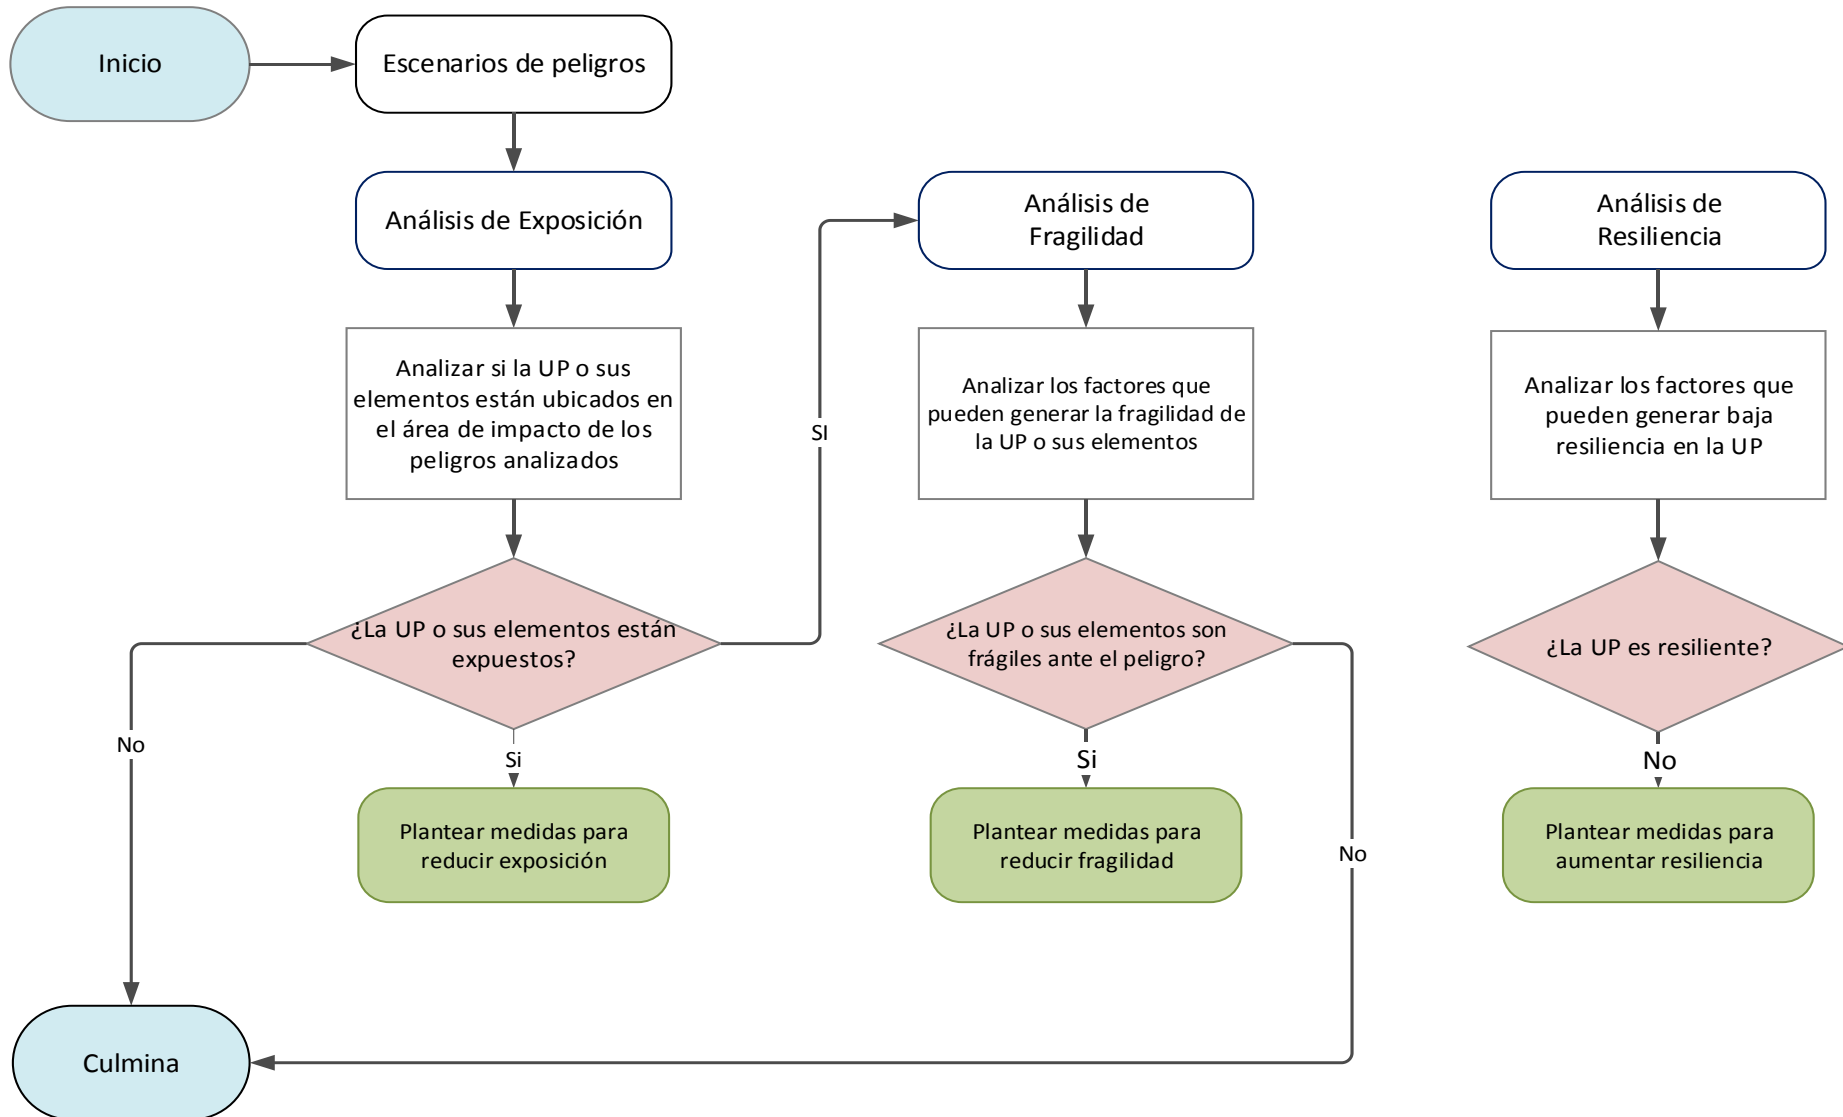 Inicio
Escenarios de peligros
Análisis de Exposición
Análisis de
Fragilidad
Análisis de
Resiliencia
Analizar si la UP o sus
elementos están ubicados en
el área de impacto de los
peligros analizados
SI
Analizar los factores que
pueden generar la fragilidad de
la UP o sus elementos
Analizar los factores que
pueden generar baja
resiliencia en la UP
¿La UP o sus elementos están
expuestos?
¿La UP o sus elementos son
frágiles ante el peligro?
¿La UP es resiliente?
No
Si
Si
No
No
Plantear medidas para
reducir exposición
Plantear medidas para
reducir fragilidad
Plantear medidas para
aumentar resiliencia
Culmina